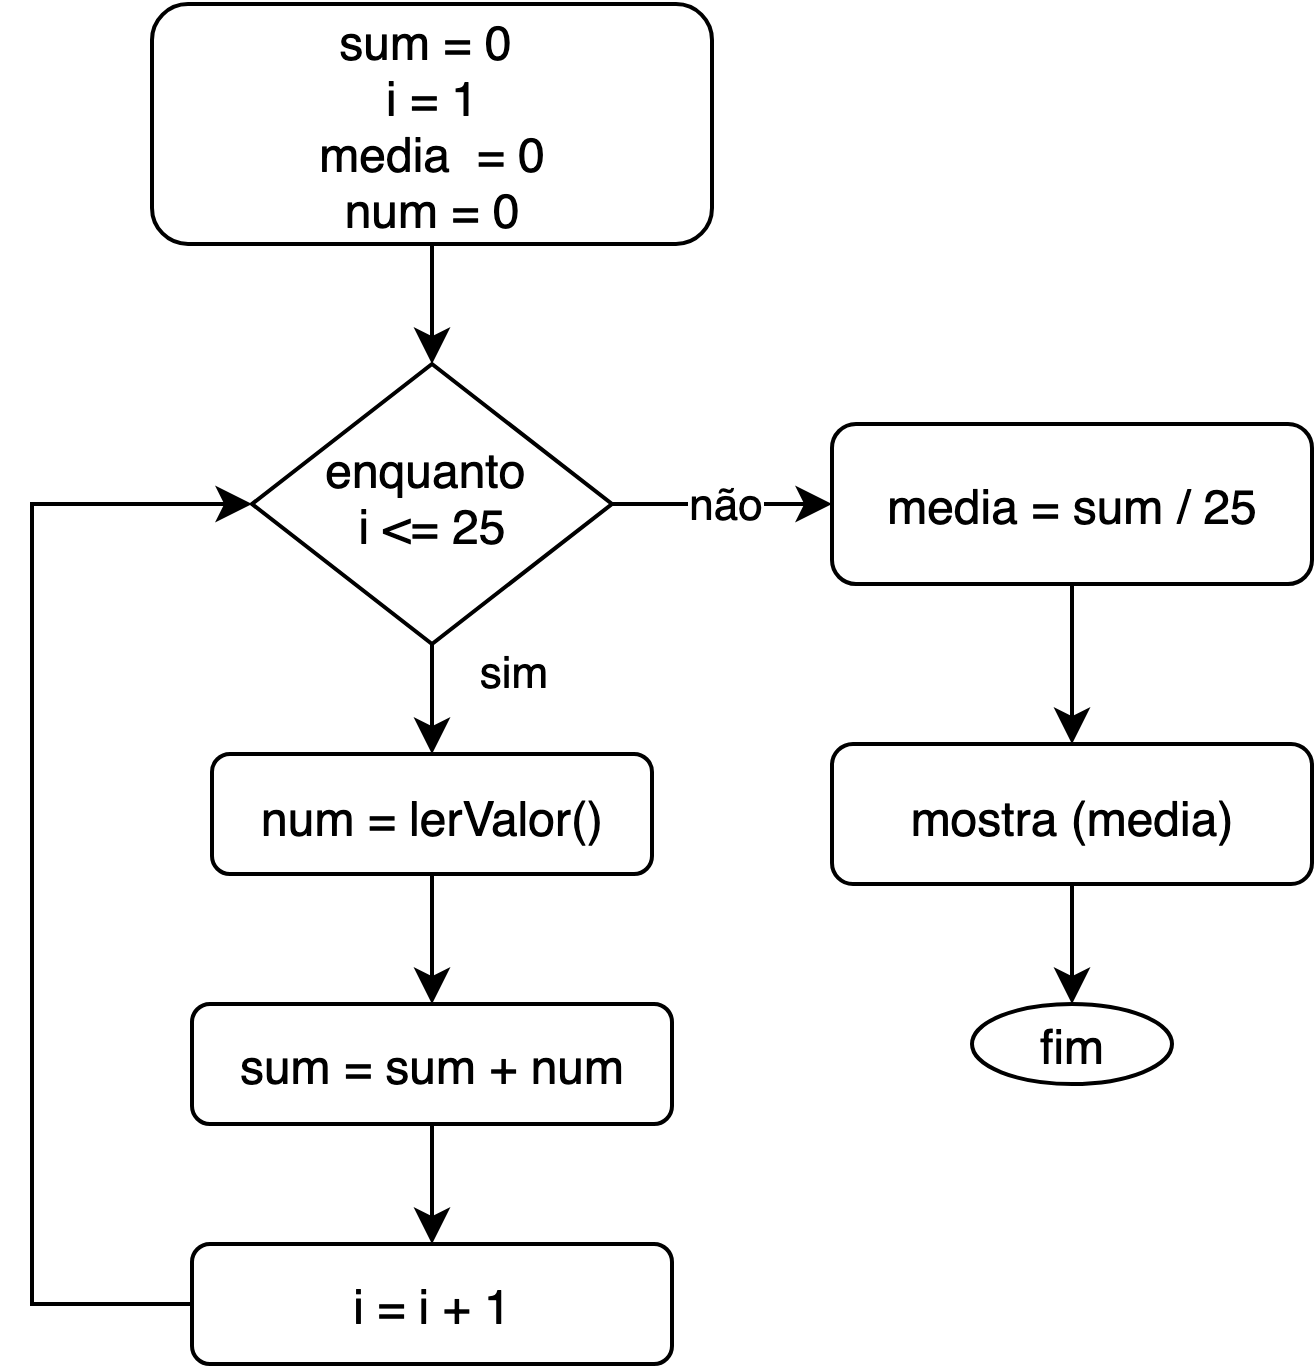 sum = 0
i = 1
media  = 0
num = 0
enquanto
i <= 25
não
media = sum / 25
sim
num = lerValor()
mostra (media)
sum = sum + num
fim
i = i + 1